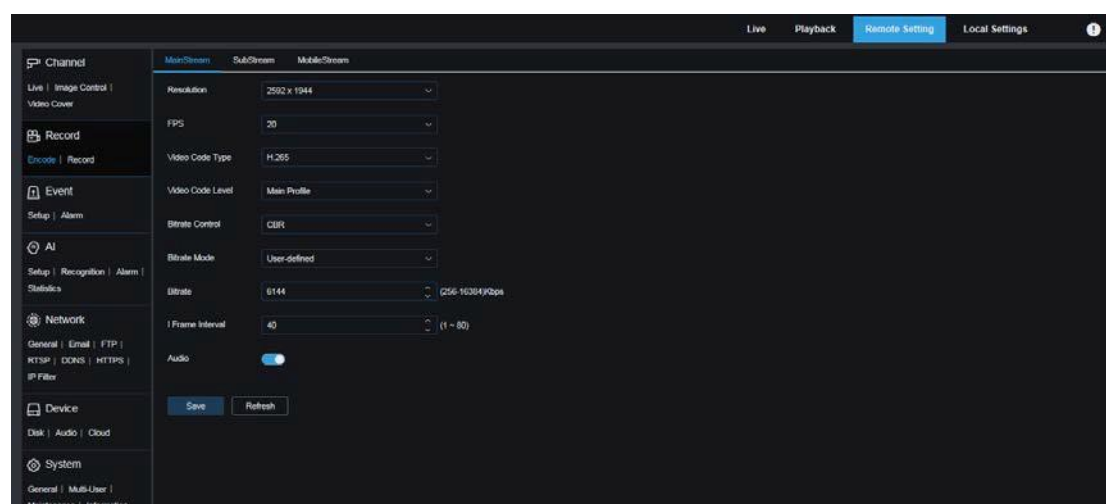 Live Playback Remote Setting Local Settings
Channel
Live | Image Control |
Video Cover
Record
Encode | Record
Event
Setup | Alarm
AI
Setup | Recognition | Alarm |
Statistics
Network
General | Email | FTP |
RTSP | DDNS | HTTPS |
IP Filter
Device
Disk | Audio | Cloud
System
General | Multi-User |
Maintenance | Information
MainStream SubStream MobileStream
Resolution 2592 x 1944
FPS 20
Video Code Type H.265
Video Code Level Main Profile
Bitrate Control CBR
Bitrate Mode User-defined
Bitrate 6144 (256-16384)Kbps
I Frame Interval 40 (1 ~ 80)
Audio
Save Refresh